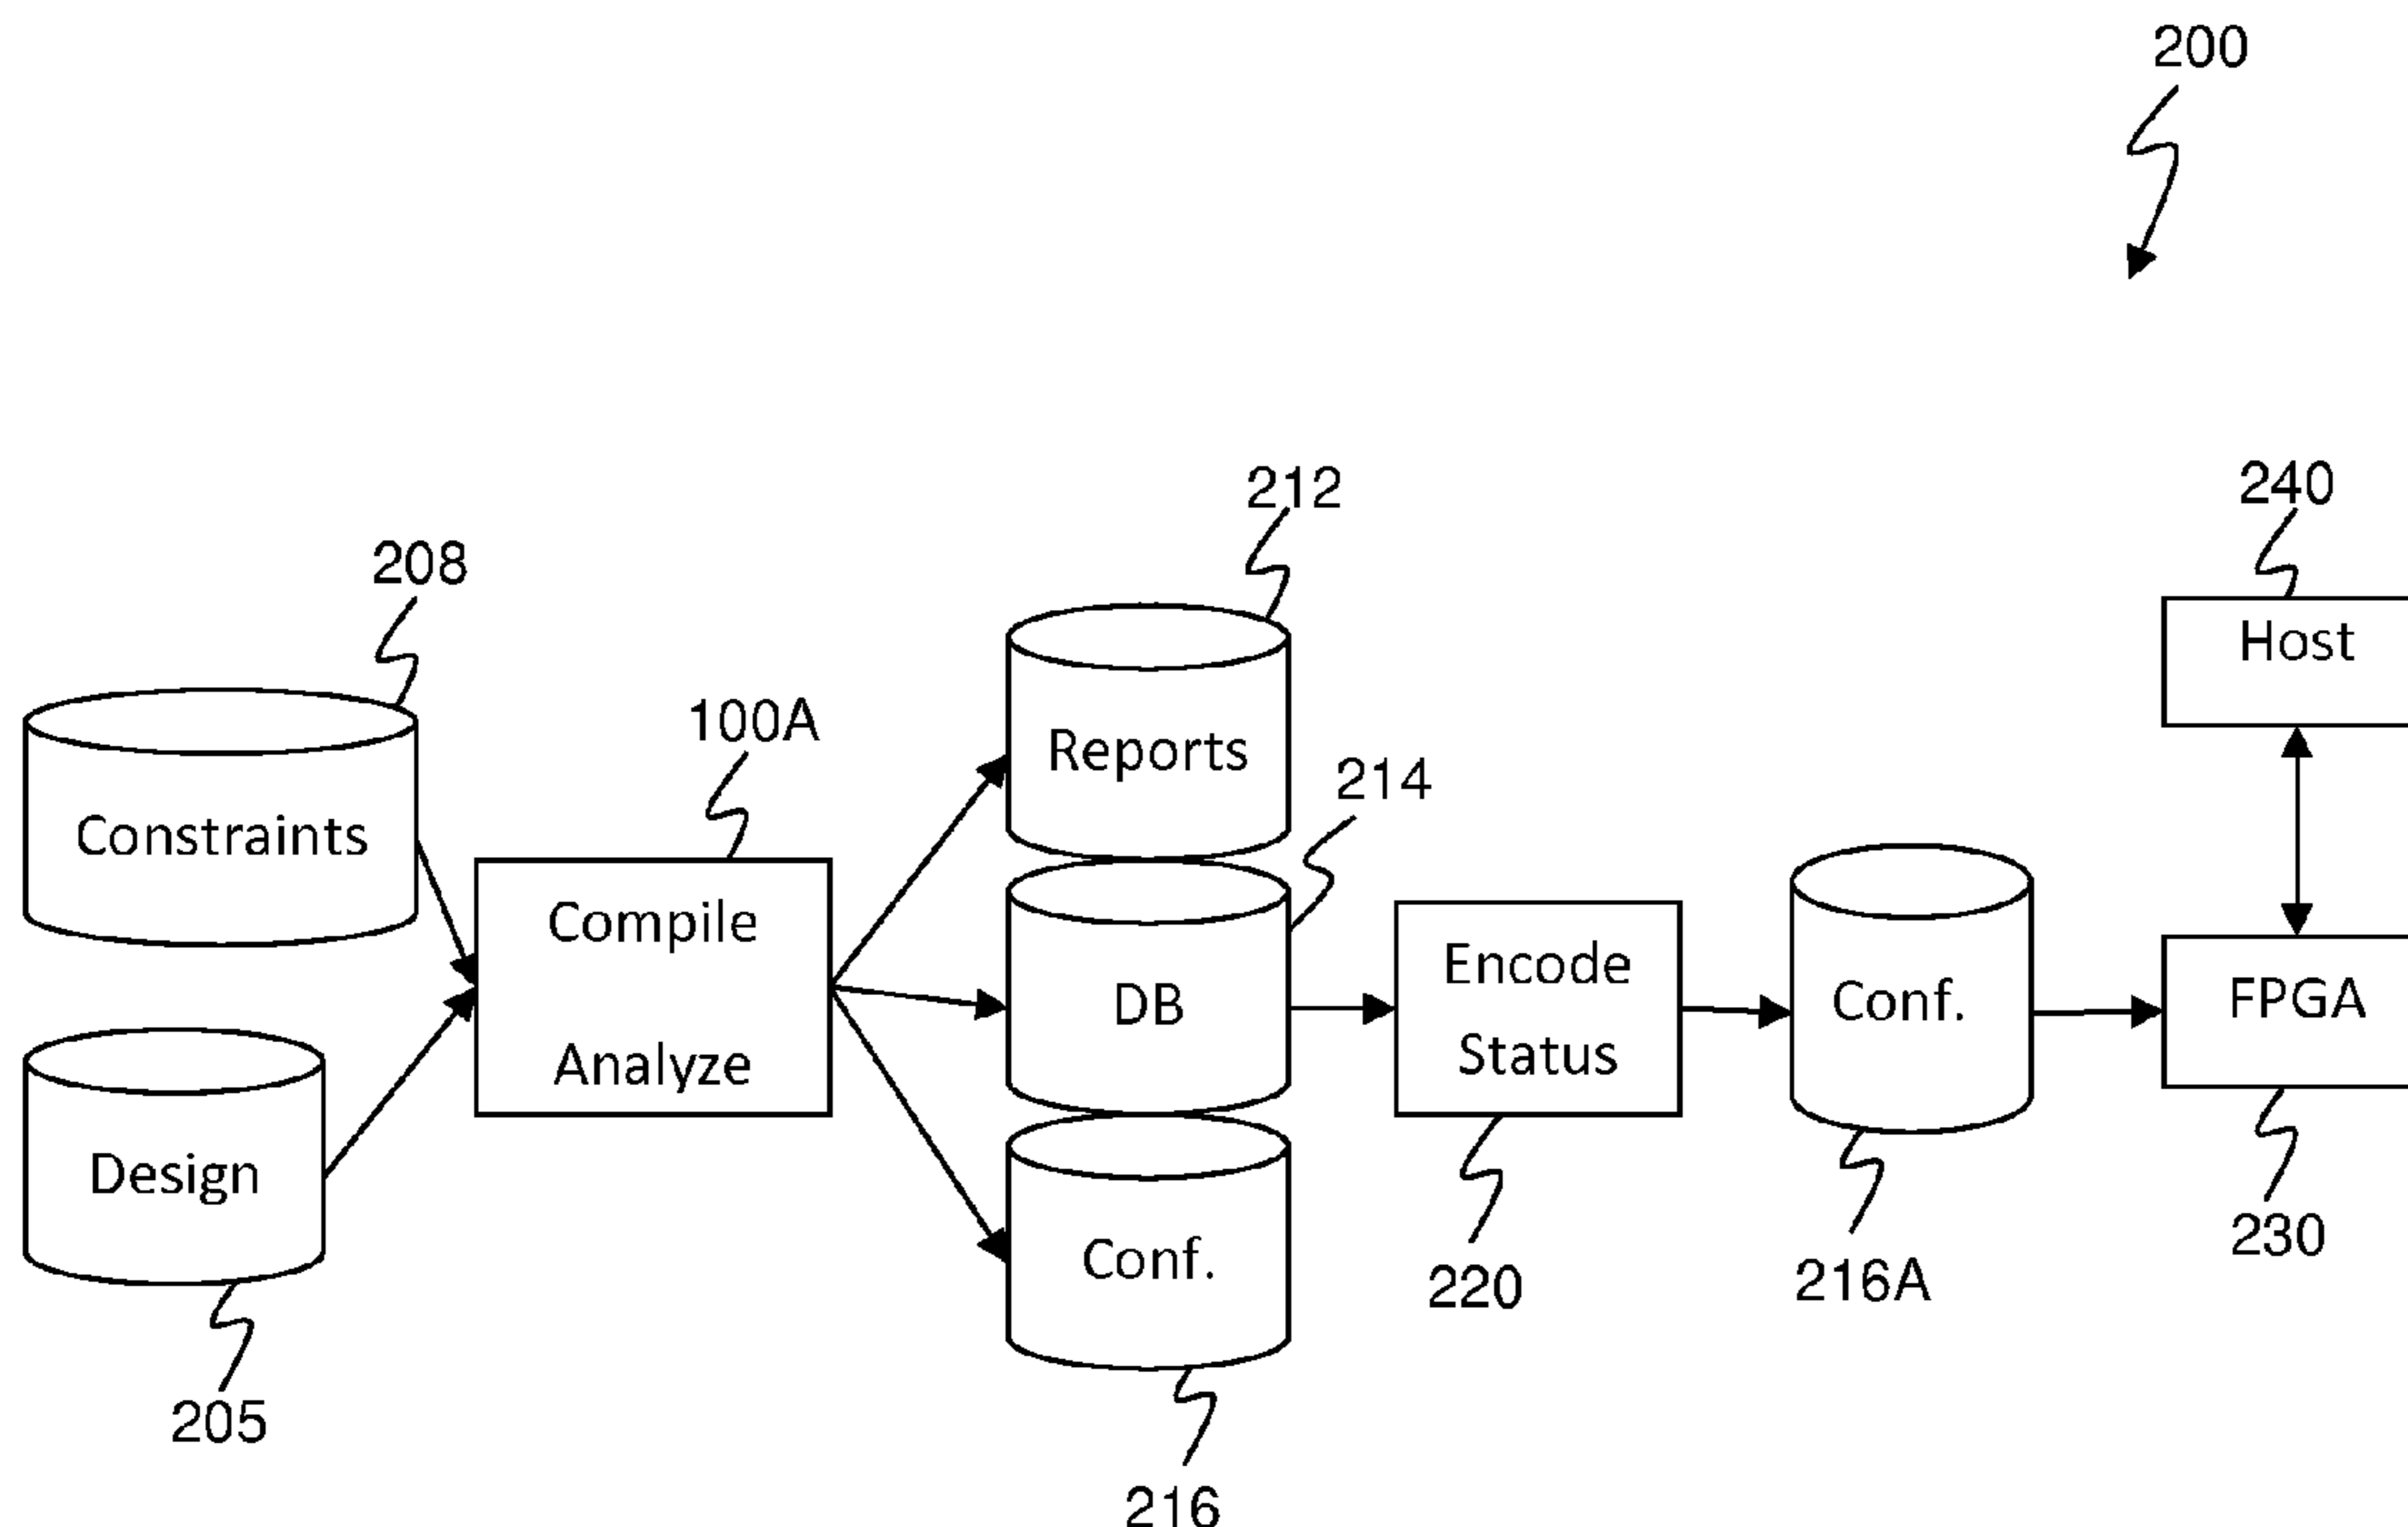 200
212
240
208
Host
100A
Reports
214
Constraints
Compile
Analyze
Encode
Status
Conf.
FPGA
DB
Design
Conf.
230
216A
220
205
216